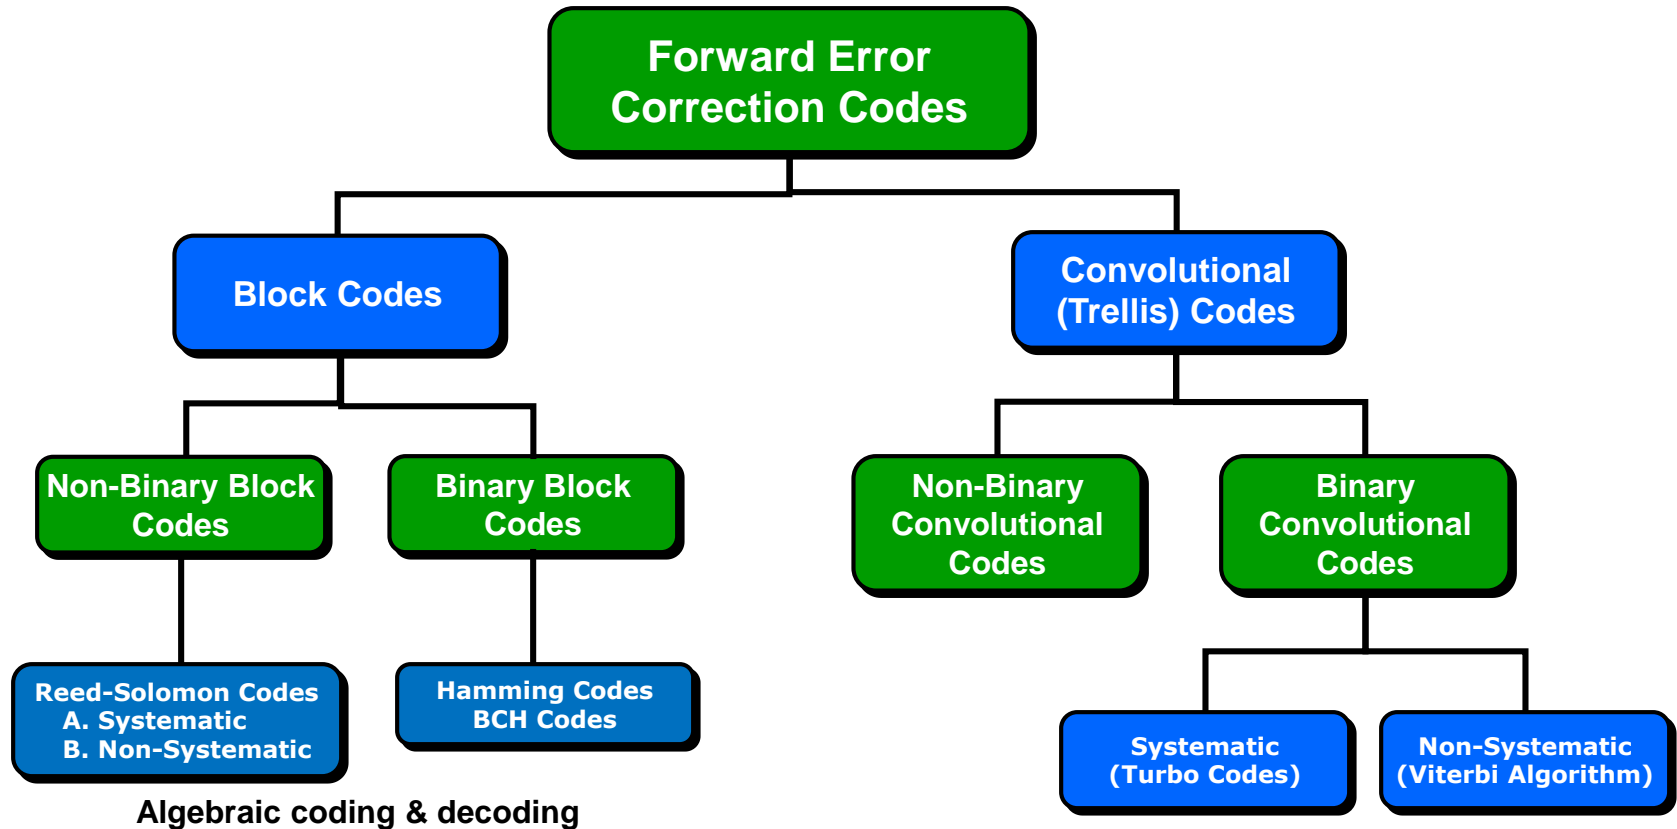 Forward Error
Correction Codes
Block Codes
Convolutional
(Trellis) Codes
Non-Binary Block
Codes
Binary Block
Codes
Non-Binary
Convolutional
Codes
Binary
Convolutional
Codes
Reed-Solomon Codes
A. Systematic
B. Non-Systematic
Hamming Codes
BCH Codes
Systematic
(Turbo Codes)
Non-Systematic
(Viterbi Algorithm)
Algebraic coding & decoding